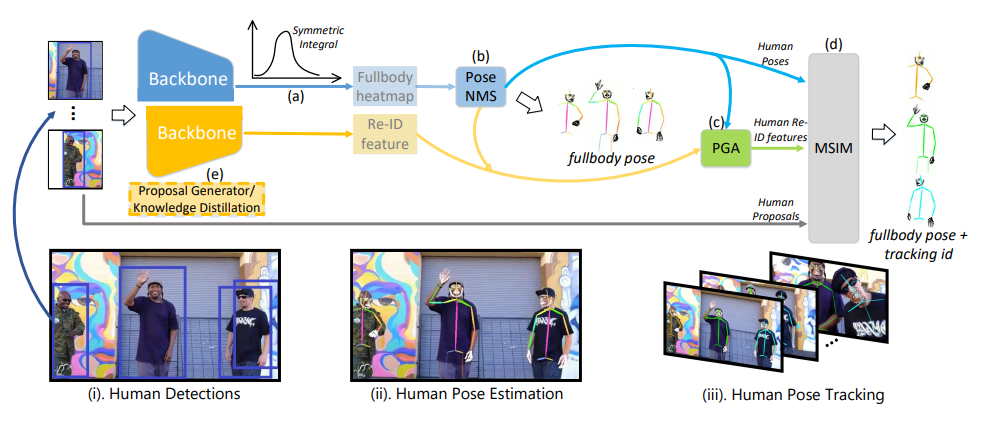 Symmetric
Integral
Backbone
(a)
Fullbody
heatmap
(b)
Pose
NMS
Human
Poses
(d)
Backbone
Re-ID
feature
fullbody pose
(c)
PGA
Human Re-
ID features
MSIM
(e)
Proposal Generator/
Knowledge Distillation
Human
Proposals
fullbody pose +
tracking id
(i). Human Detections
(ii). Human Pose Estimation
(iii). Human Pose Tracking